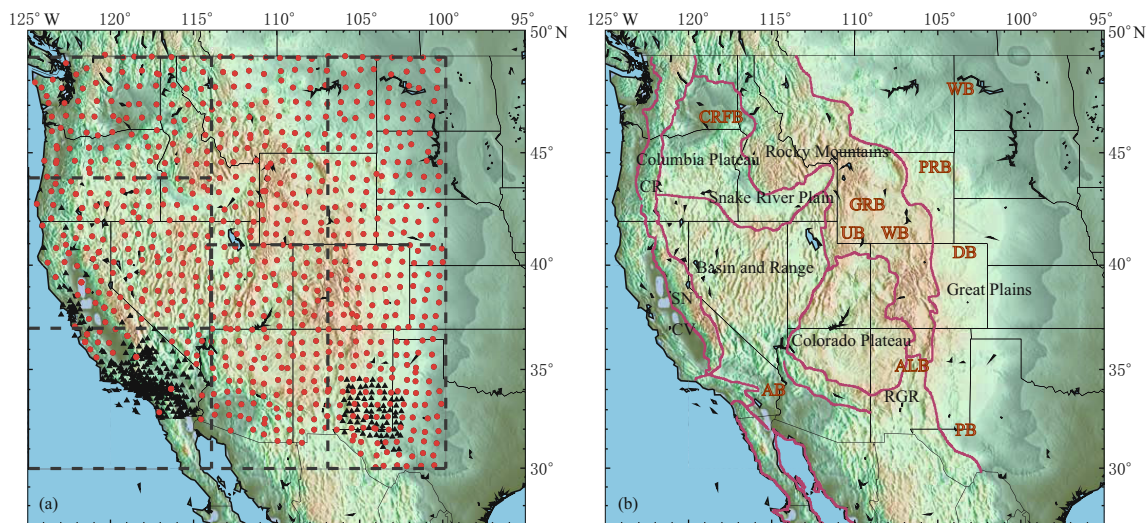 125° W 120° 115° 110° 105° 100° 95°
50° N
45°
40°
35°
30°
(a)
125° W 120° 115° 110° 105° 100° 95°
50° N
WB
CRFB
Rocky Mountains
Columbia Plateau
PRB
45°
CR
Snake River Plain
GRB
UB
WB
DB
40°
Basin and Range
Great Plains
SN
CV
Colorado Plateau
ALB
35°
AB
RGR
PB
30°
(b)